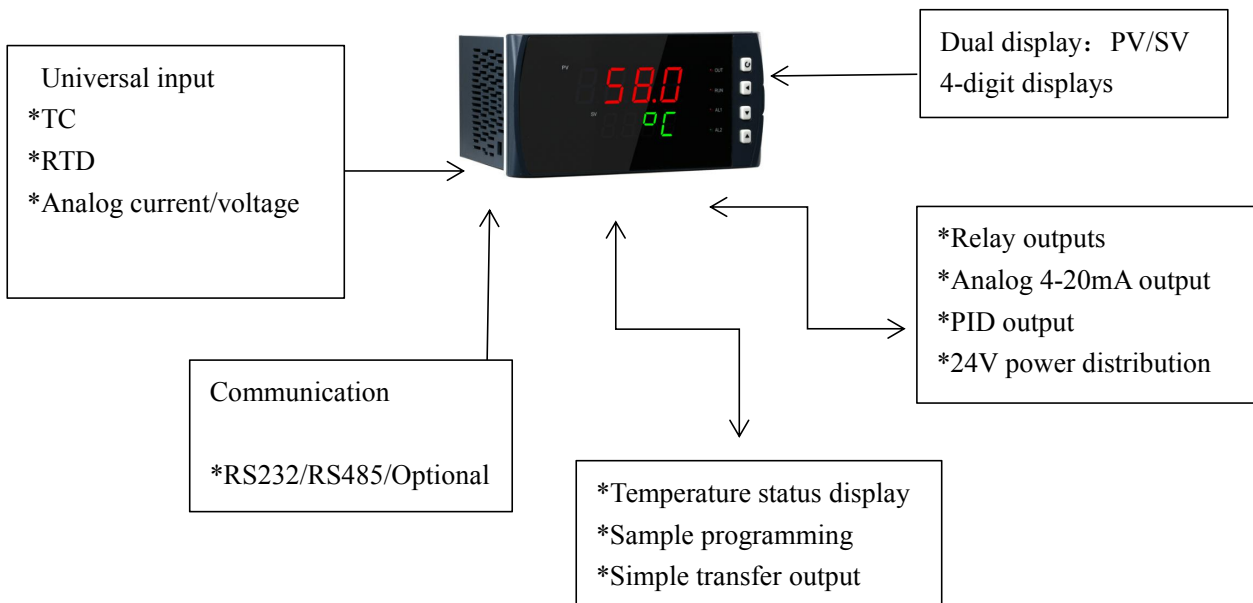 Universal input
*TC
*RTD
*Analog current/voltage
PV
58.0
SV
°C
OUT
RUN
AL1
AL2
Dual display：PV/SV
4-digit displays
*Relay outputs
*Analog 4-20mA output
*PID output
*24V power distribution
Communication
*RS232/RS485/Optional
*Temperature status display
*Sample programming
*Simple transfer output